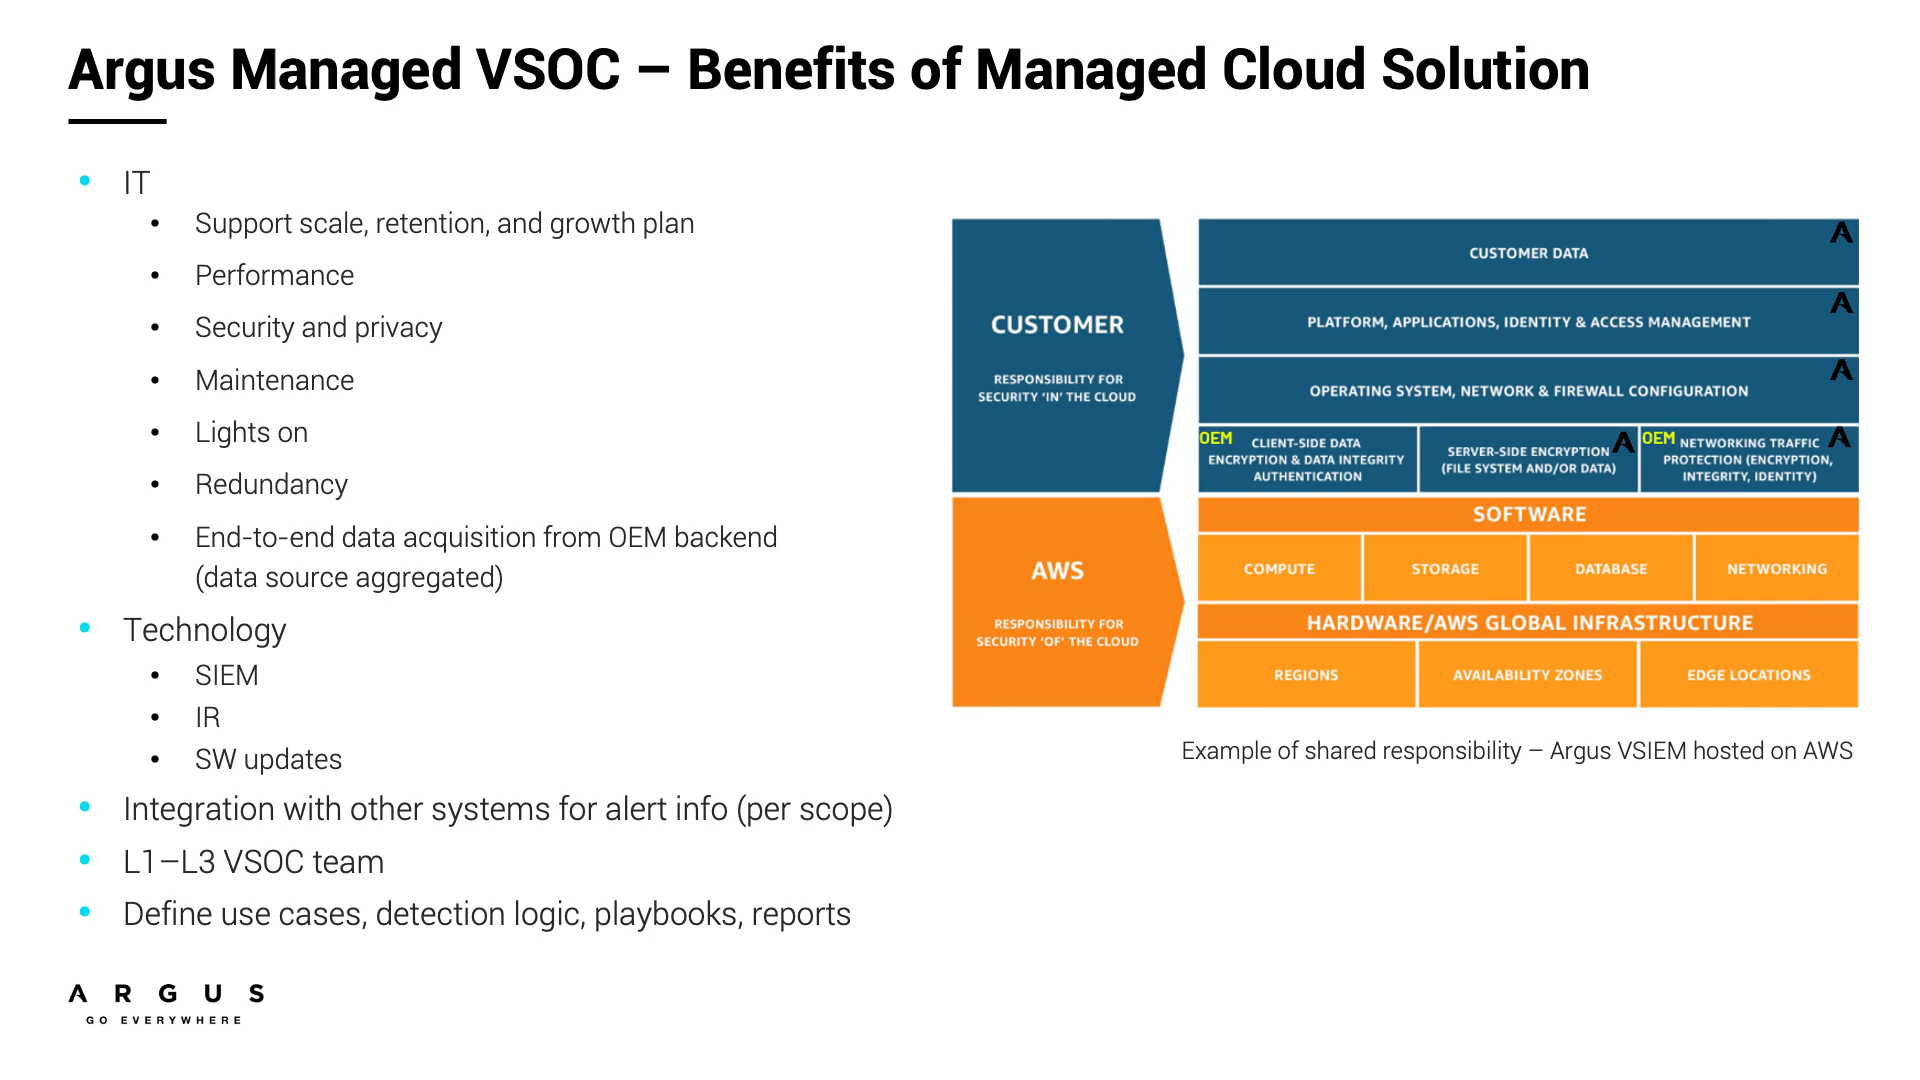 Argus Managed VSOC – Benefits of Managed Cloud Solution
• IT
• Support scale, retention, and growth plan
• Performance
• Security and privacy
• Maintenance
• Lights on
• Redundancy
• End-to-end data acquisition from OEM backend
(data source aggregated)
• Technology
• SIEM
• IR
• SW updates
• Integration with other systems for alert info (per scope)
• L1–L3 VSOC team
• Define use cases, detection logic, playbooks, reports
CUSTOMER
RESPONSIBILITY FOR
SECURITY ‘IN’ THE CLOUD
CUSTOMER DATA
PLATFORM, APPLICATIONS, IDENTITY & ACCESS MANAGEMENT
OPERATING SYSTEM, NETWORK & FIREWALL CONFIGURATION
OEM
CLIENT-SIDE DATA
ENCRYPTION & DATA INTEGRITY
AUTHENTICATION
SERVER-SIDE ENCRYPTION
(FILE SYSTEM AND/OR DATA)
OEM
NETWORKING TRAFFIC
PROTECTION (ENCRYPTION,
INTEGRITY, IDENTITY)
AWS
RESPONSIBILITY FOR
SECURITY ‘OF’ THE CLOUD
SOFTWARE
COMPUTE
STORAGE
DATABASE
NETWORKING
HARDWARE/AWS GLOBAL INFRASTRUCTURE
REGIONS
AVAILABILITY ZONES
EDGE LOCATIONS
Example of shared responsibility – Argus VSIEM hosted on AWS
ARGUS
GO EVERYWHERE